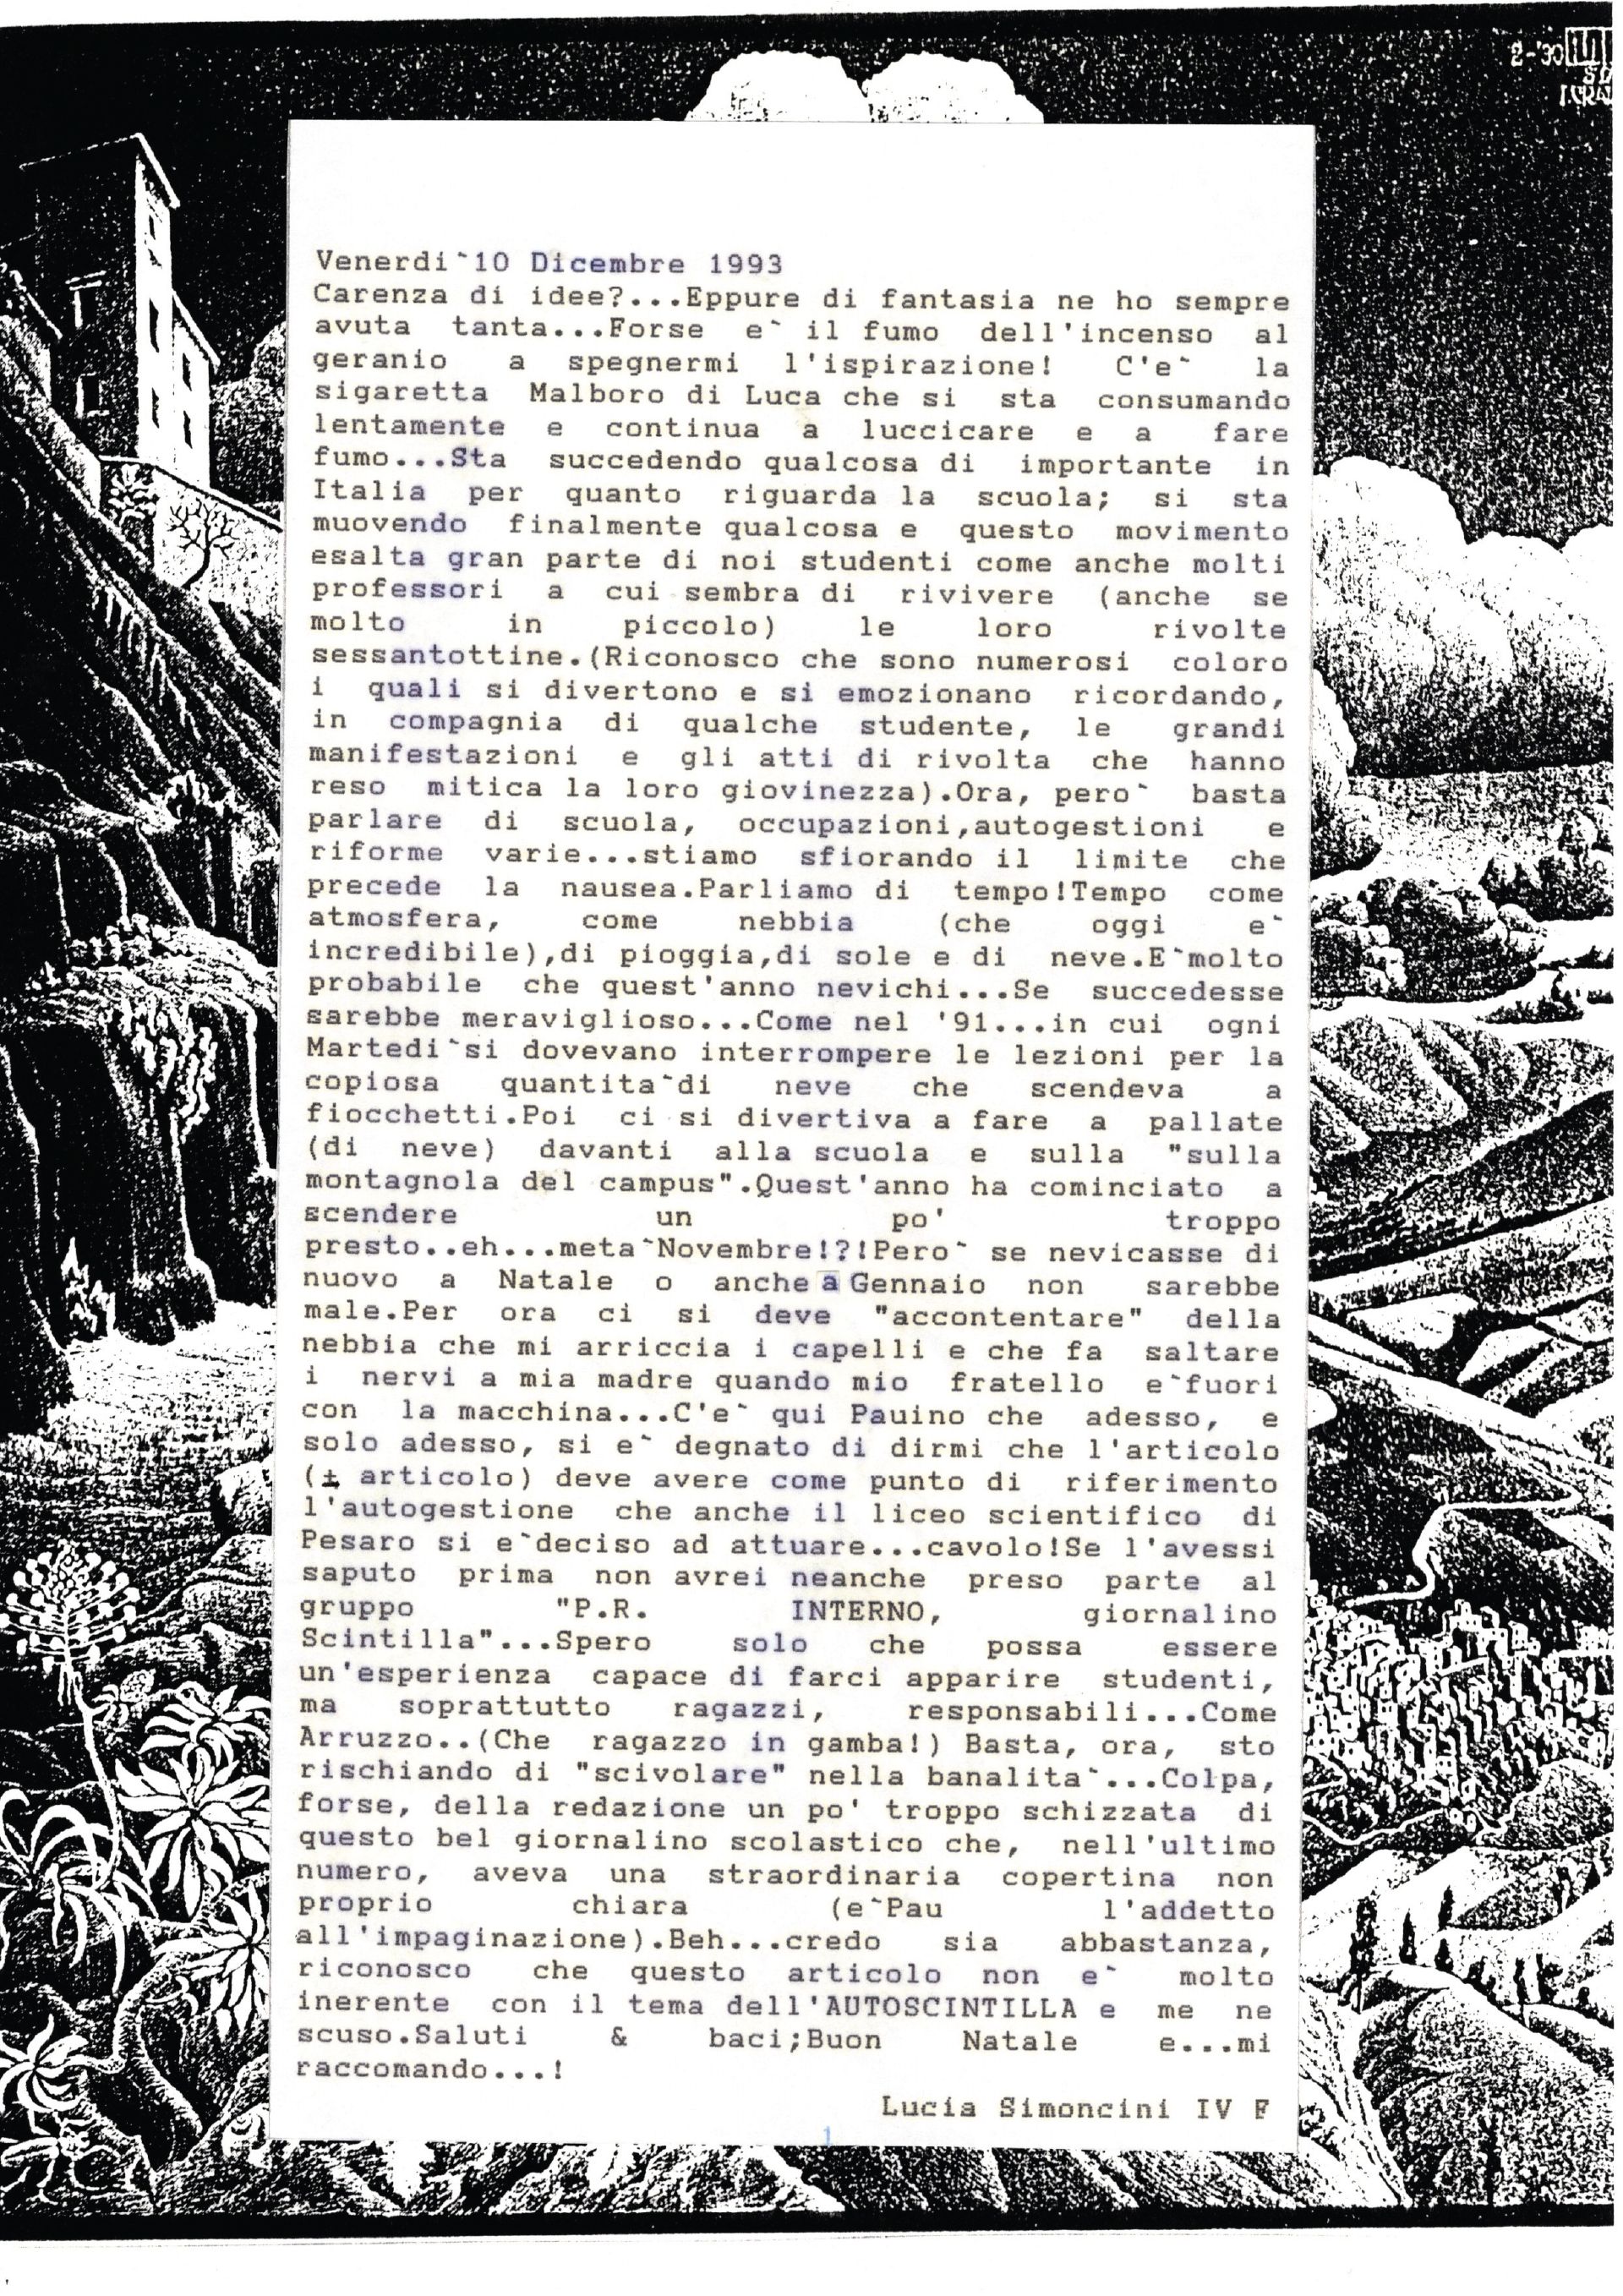 2-'30
Venerdi`10 Dicembre 1993
Carenza di idee?...Eppure di fantasia ne ho sempre
avuta tanta...Forse e` il fumo dell'incenso al
geranio a spegnermi l'ispirazione! C'e` la
sigaretta Malboro di Luca che si sta consumando
lentamente e continua a luccicare e a fare
fumo...Sta succedendo qualcosa di importante in
Italia per quanto riguarda la scuola; si sta
muovendo finalmente qualcosa e questo movimento
esalta gran parte di noi studenti come anche molti
professori a cui sembra di rivivere (anche se
molto in piccolo) le loro rivolte
sessantottine.(Riconosco che sono numerosi coloro
i quali si divertono e si emozionano ricordando,
in compagnia di qualche studente, le grandi
manifestazioni e gli atti di rivolta che hanno
reso mitica la loro giovinezza).Ora, pero` basta
parlare di scuola, occupazioni,autogestioni e
riforme varie...stiamo sfiorando il limite che
precede la nausea.Parliamo di tempo!Tempo come
atmosfera, come nebbia (che oggi e`
incredibile),di pioggia,di sole e di neve.E`molto
probabile che quest'anno nevichi...Se succedesse
sarebbe meraviglioso...Come nel '91...in cui ogni
Martedi`si dovevano interrompere le lezioni per la
copiosa quantita`di neve che scendeva a
fiocchetti.Poi ci si divertiva a fare a pallate
(di neve) davanti alla scuola e sulla "sulla
montagnola del campus".Quest'anno ha cominciato a
scendere un po' troppo
presto..eh...meta`Novembre!?!Pero` se nevicasse di
nuovo a Natale o anche a Gennaio non sarebbe
male.Per ora ci si deve "accontentare" della
nebbia che mi arriccia i capelli e che fa saltare
i nervi a mia madre quando mio fratello e`fuori
con la macchina...C'e` qui Pauino che adesso, e
solo adesso, si e` degnato di dirmi che l'articolo
(± articolo) deve avere come punto di riferimento
l'autogestione che anche il liceo scientifico di
Pesaro si e`deciso ad attuare...cavolo!Se l'avessi
saputo prima non avrei neanche preso parte al
gruppo "P.R. INTERNO, giornalino
Scintilla"...Spero solo che possa essere
un'esperienza capace di farci apparire studenti,
ma soprattutto ragazzi, responsabili...Come
Arruzzo..(Che ragazzo in gamba!) Basta, ora, sto
rischiando di "scivolare" nella banalita`...Colpa,
forse, della redazione un po' troppo schizzata di
questo bel giornalino scolastico che, nell'ultimo
numero, aveva una straordinaria copertina non
proprio chiara (e`Pau l'addetto
all'impaginazione).Beh...credo sia abbastanza,
riconosco che questo articolo non e` molto
inerente con il tema dell'AUTOSCINTILLA e me ne
scuso.Saluti & baci;Buon Natale e...mi
raccomando...!
Lucia Simoncini IV F
1